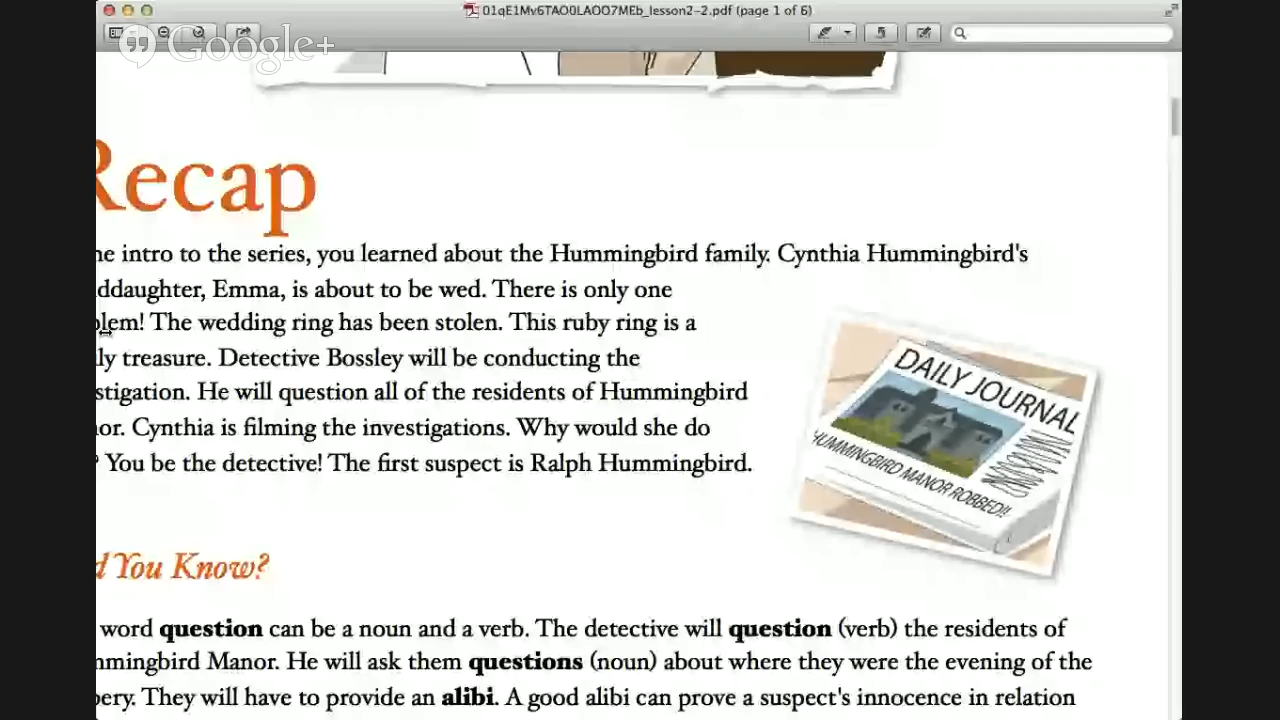 01qE1Mv6TAO0LAOO7MEb_lesson2-2.pdf (page 1 of 6)
Google+
Recap
he intro to the series, you learned about the Hummingbird family. Cynthia Hummingbird's
ddaughter, Emma, is about to be wed. There is only one
blem! The wedding ring has been stolen. This ruby ring is a
ly treasure. Detective Bossley will be conducting the
stigation. He will question all of the residents of Hummingbird
or. Cynthia is filming the investigations. Why would she do
? You be the detective! The first suspect is Ralph Hummingbird.
DAILY JOURNAL
HUMMINGBIRD MANOR ROBBED!!
d You Know?
word question can be a noun and a verb. The detective will question (verb) the residents of
mmingbird Manor. He will ask them questions (noun) about where they were the evening of the
bery. They will have to provide an alibi. A good alibi can prove a suspect's innocence in relation